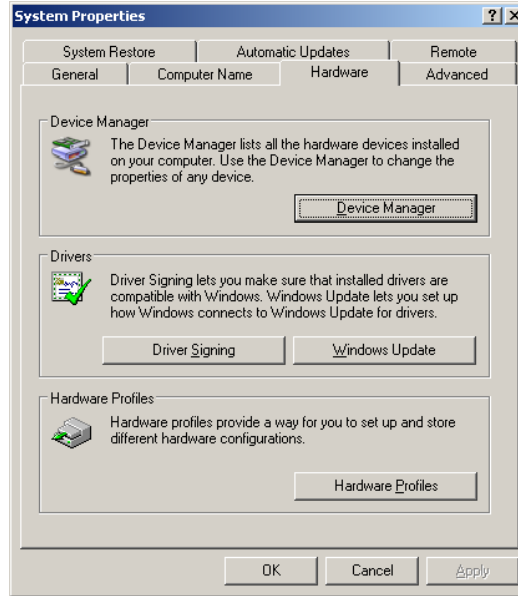 System Properties
System Restore Automatic Updates Remote
General Computer Name Hardware Advanced
Device Manager
The Device Manager lists all the hardware devices installed
on your computer. Use the Device Manager to change the
properties of any device.
Device Manager
Drivers
Driver Signing lets you make sure that installed drivers are
compatible with Windows. Windows Update lets you set up
how Windows connects to Windows Update for drivers.
Driver Signing Windows Update
Hardware Profiles
Hardware profiles provide a way for you to set up and store
different hardware configurations.
Hardware Profiles
OK Cancel Apply